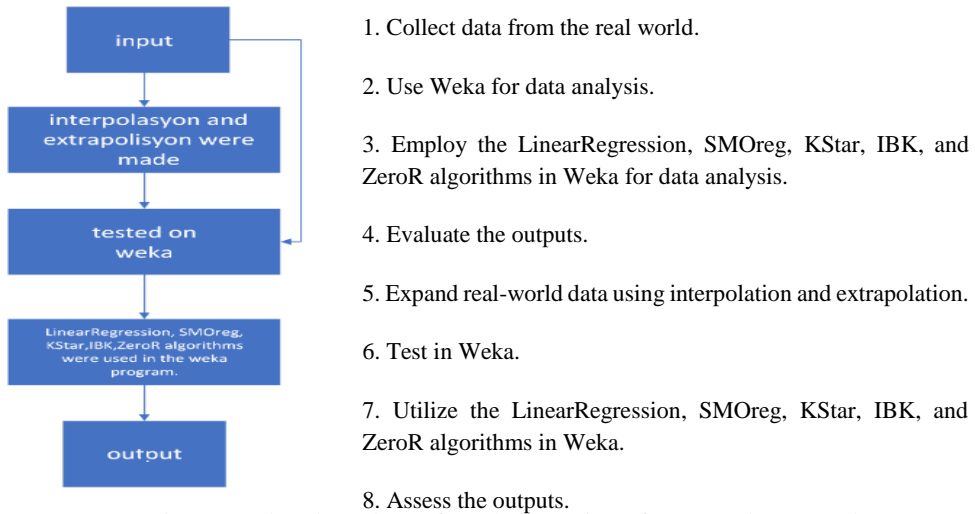 input
interpolasyon and
extrapolisyon were
made
tested on
weka
LinearRegression, SMOreg,
KStar,IBK,ZeroR algorithms
were used in the weka
program.
output
1. Collect data from the real world.
2. Use Weka for data analysis.
3. Employ the LinearRegression, SMOreg, KStar, IBK, and
ZeroR algorithms in Weka for data analysis.
4. Evaluate the outputs.
5. Expand real-world data using interpolation and extrapolation.
6. Test in Weka.
7. Utilize the LinearRegression, SMOreg, KStar, IBK, and
ZeroR algorithms in Weka.
8. Assess the outputs.